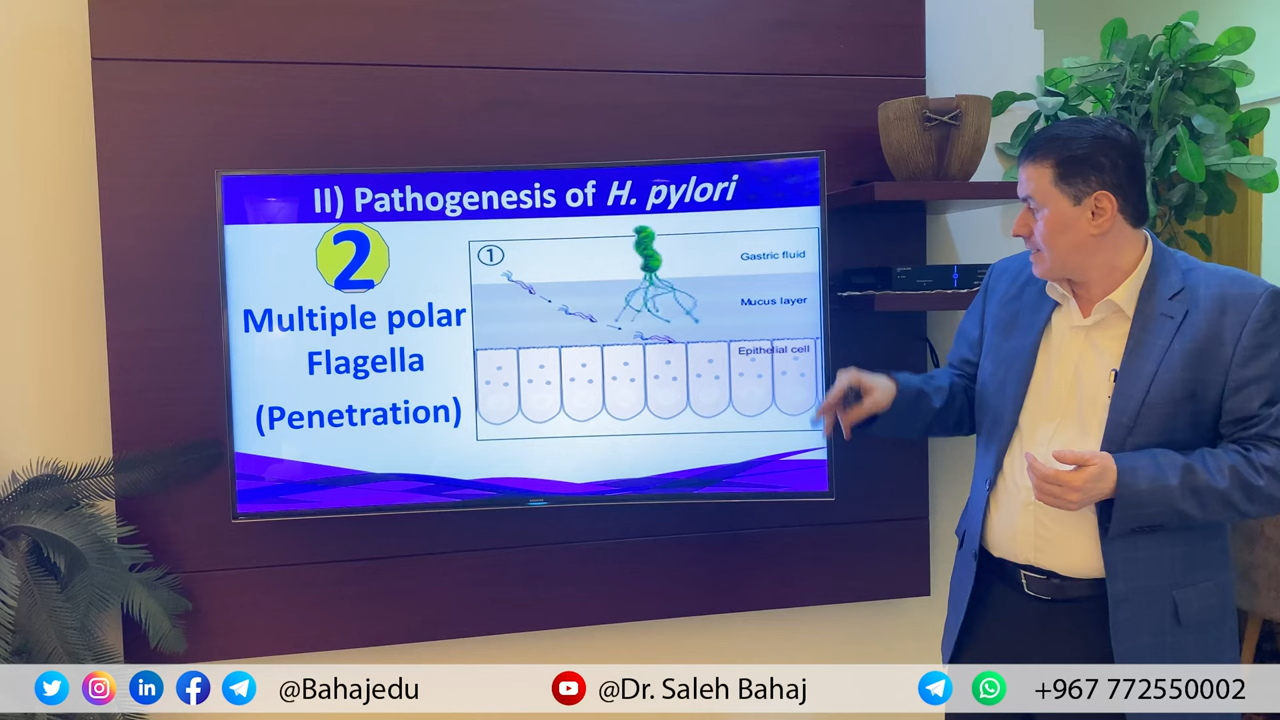 II) Pathogenesis of H. pylori
2
Multiple polar
Flagella
(Penetration)
1
Gastric fluid
Mucus layer
Epithelial cell
@Bahajedu
@Dr. Saleh Bahaj
+967 772550002